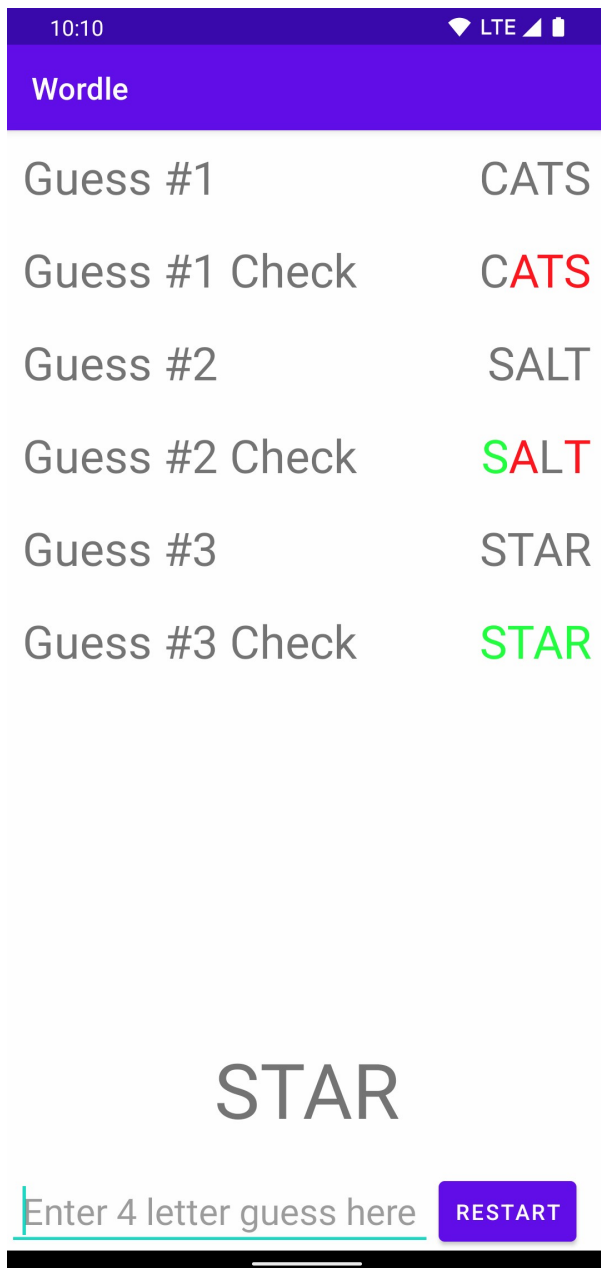 10:10 LTE
Wordle
Guess #1 CATS
Guess #1 Check CATS
Guess #2 SALT
Guess #2 Check SALT
Guess #3 STAR
Guess #3 Check STAR
STAR
Enter 4 letter guess here RESTART